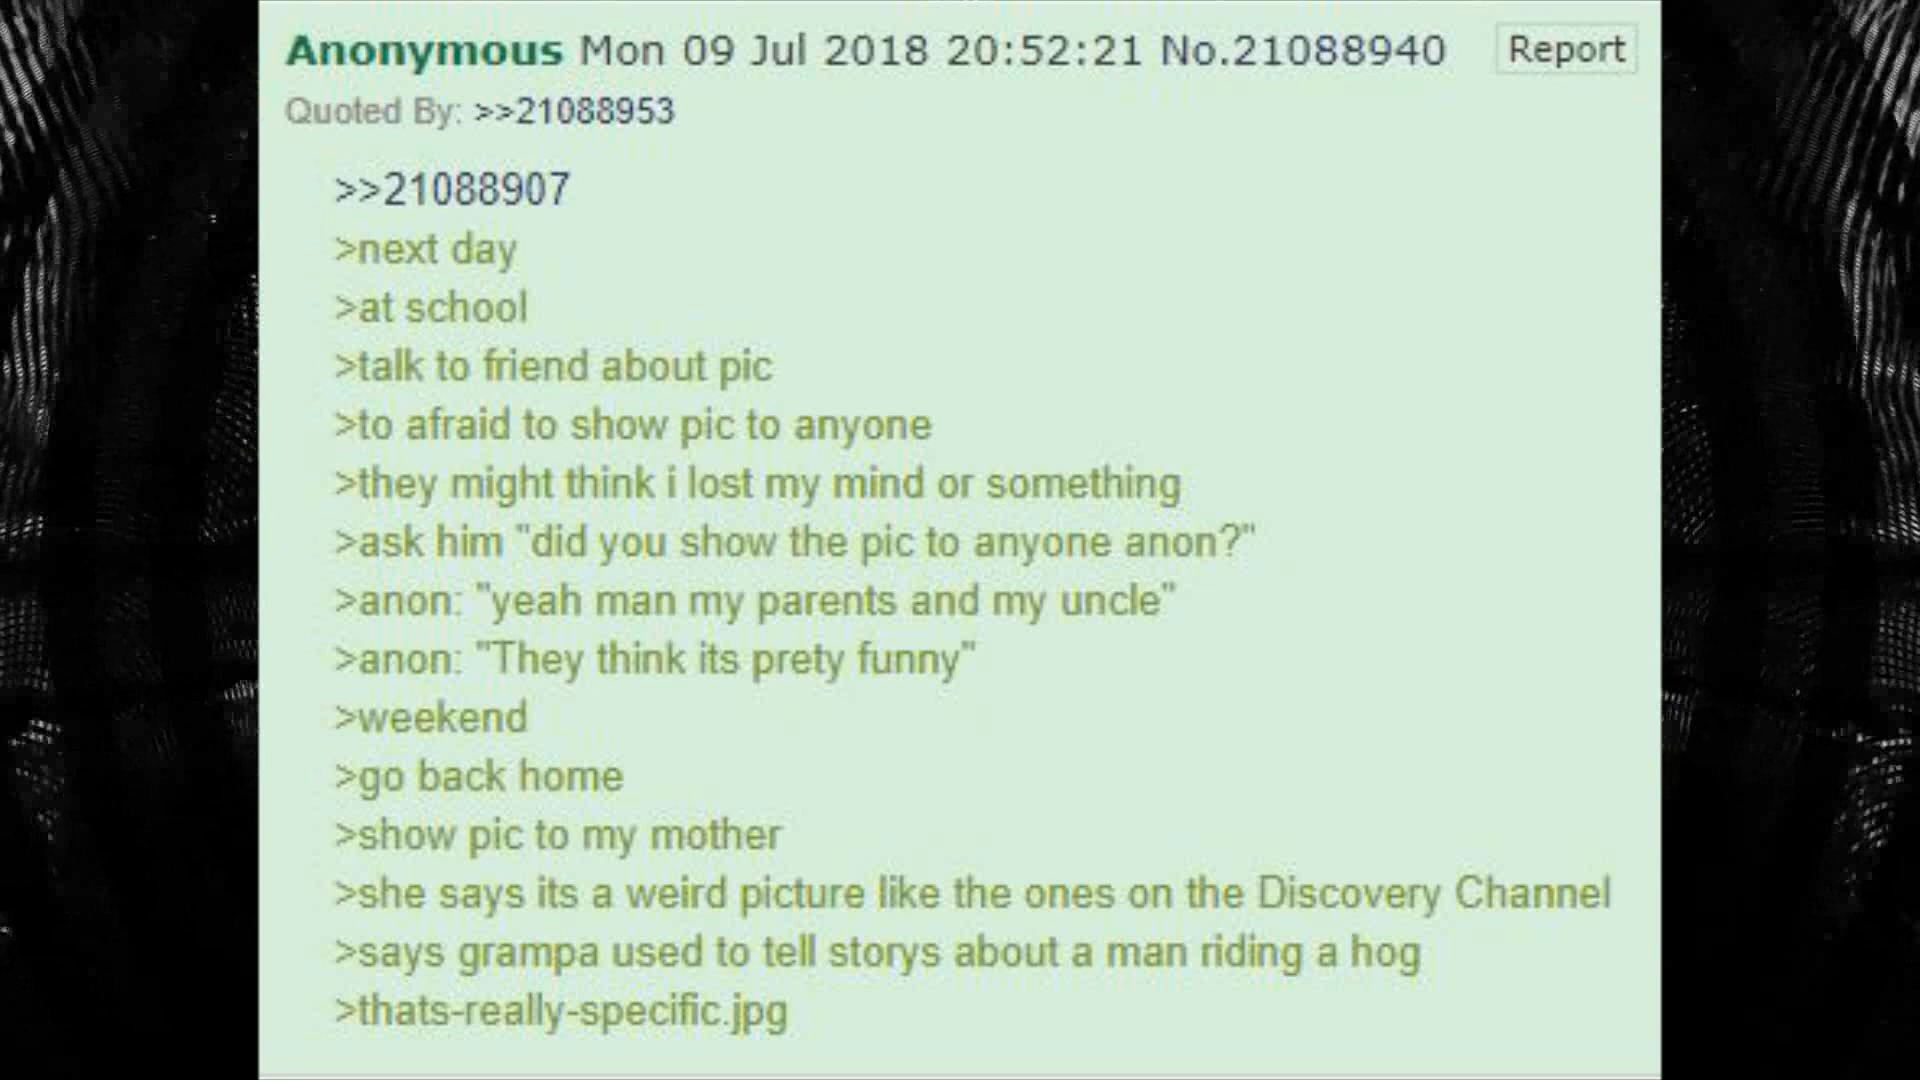 Anonymous Mon 09 Jul 2018 20:52:21 No.21088940 Report
Quoted By: >>21088953
>>21088907
>next day
>at school
>talk to friend about pic
>to afraid to show pic to anyone
>they might think i lost my mind or something
>ask him "did you show the pic to anyone anon?"
>anon: "yeah man my parents and my uncle"
>anon: "They think its prety funny"
>weekend
>go back home
>show pic to my mother
>she says its a weird picture like the ones on the Discovery Channel
>says grampa used to tell storys about a man riding a hog
>thats-really-specific.jpg